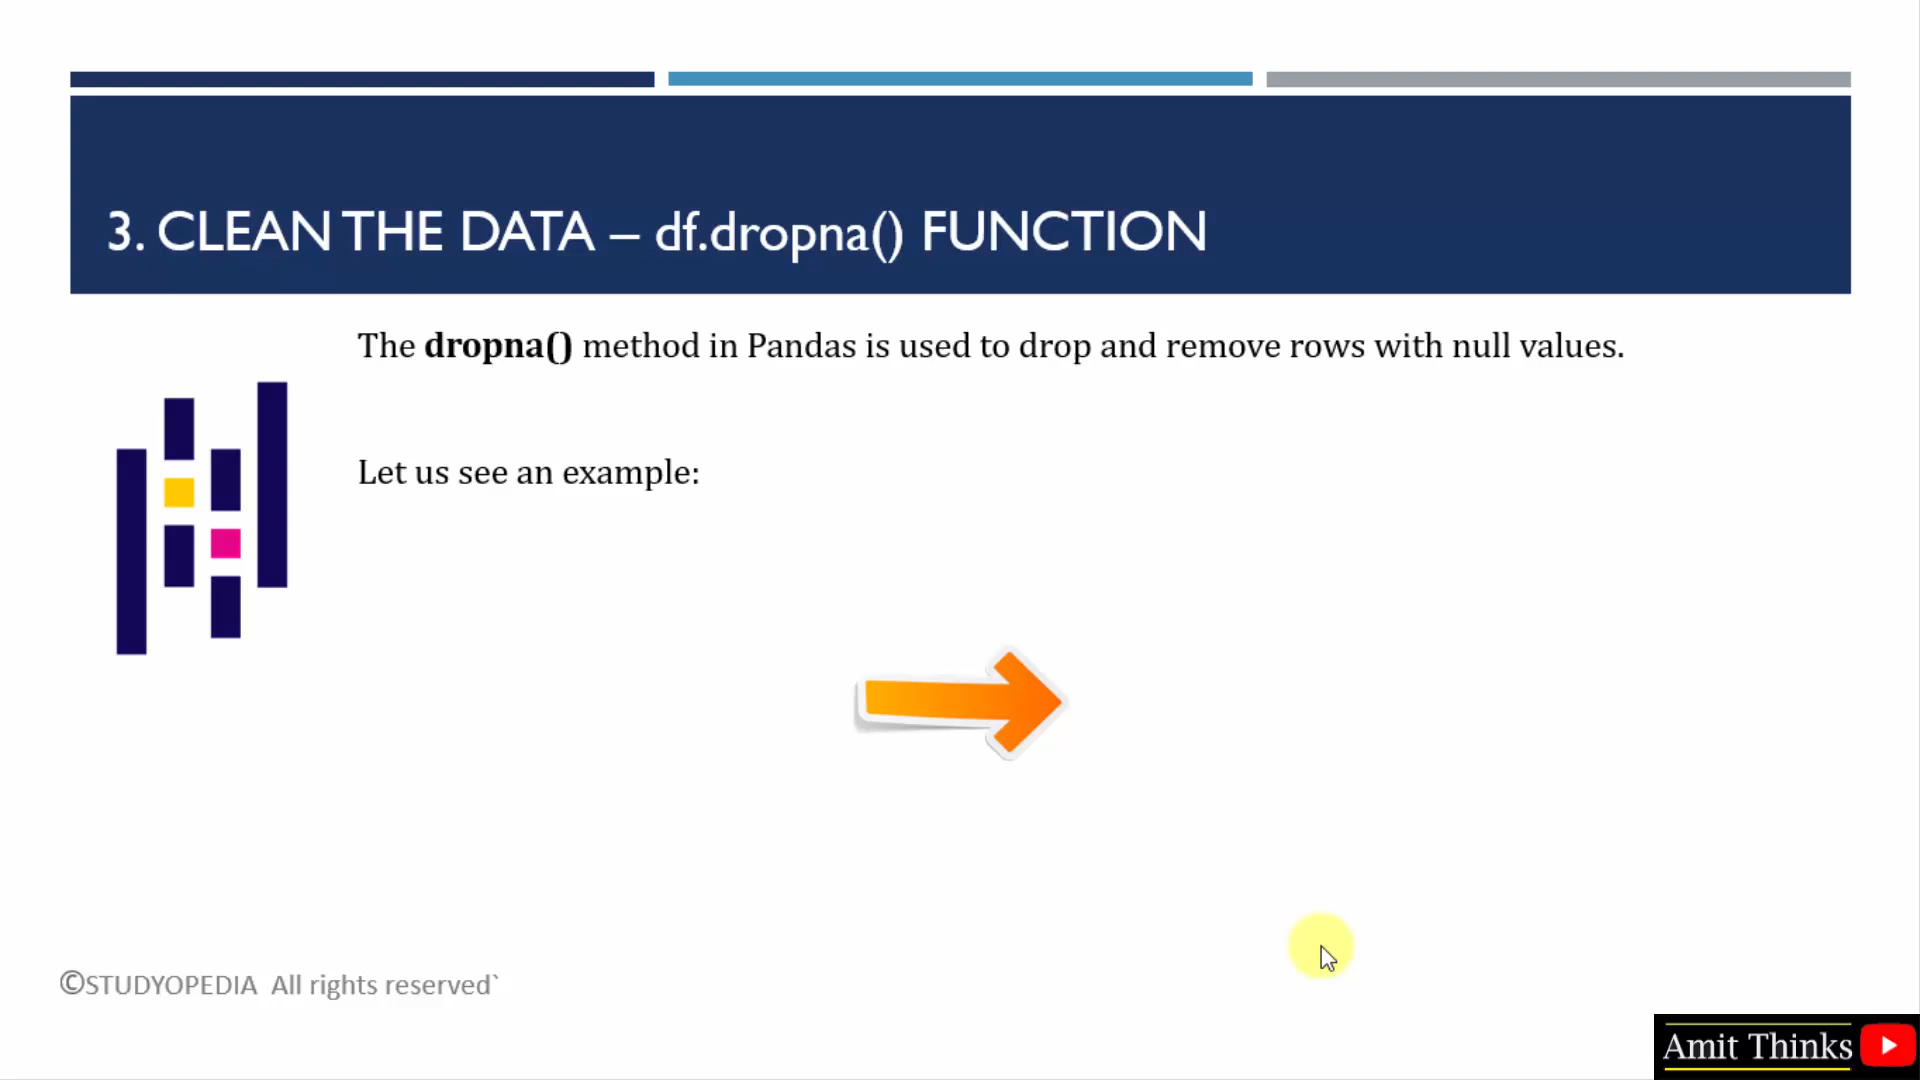 3. CLEAN THE DATA – df.dropna() FUNCTION
The dropna() method in Pandas is used to drop and remove rows with null values.
Let us see an example:
©STUDYOPEDIA All rights reserved`
Amit Thinks